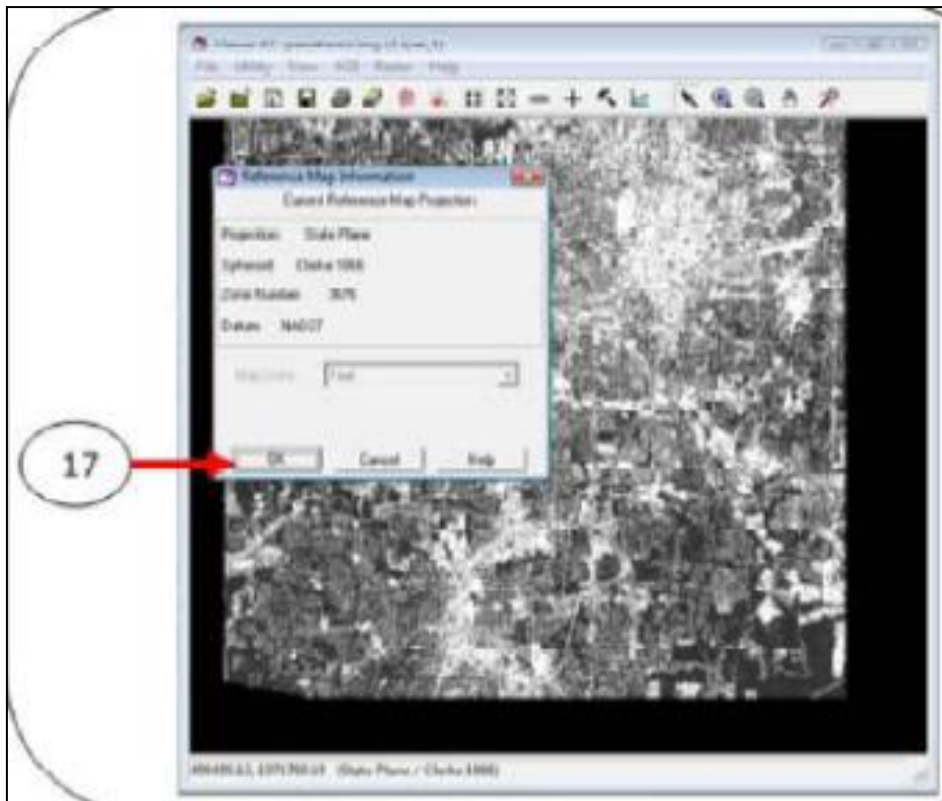 File Utility View AOI Raster Help
Reference Map Information
Current Reference Map Projection:
Projection: State Plane
Spheroid: Clarke 1866
Zone Number:
Datum: NAD27
Map Units: Feet
17
OK Cancel Help
(State Plane / Clarke 1866)